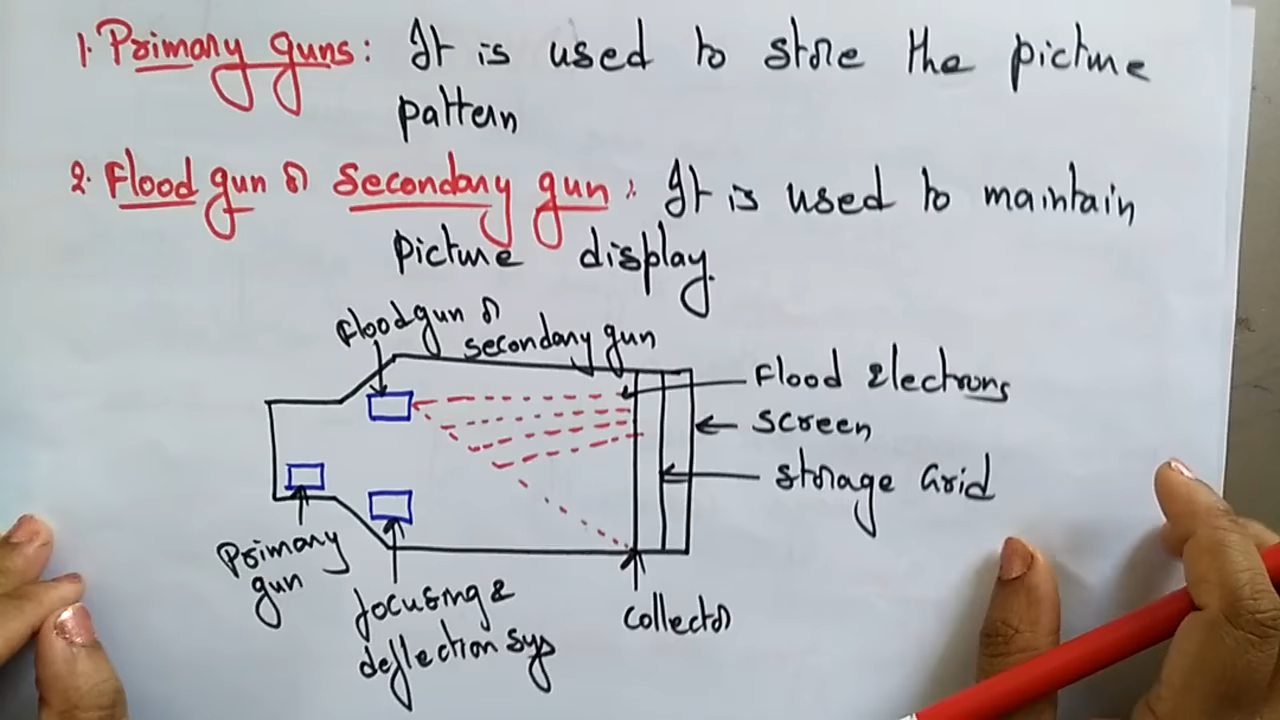 1. Primary guns: It is used to store the picture
pattern
2. Flood gun or secondary gun: It is used to maintain
picture display.
Flood gun or
secondary gun
Flood Electrons
screen
storage Grid
Primary
gun
focusing &
deflection sys
collector